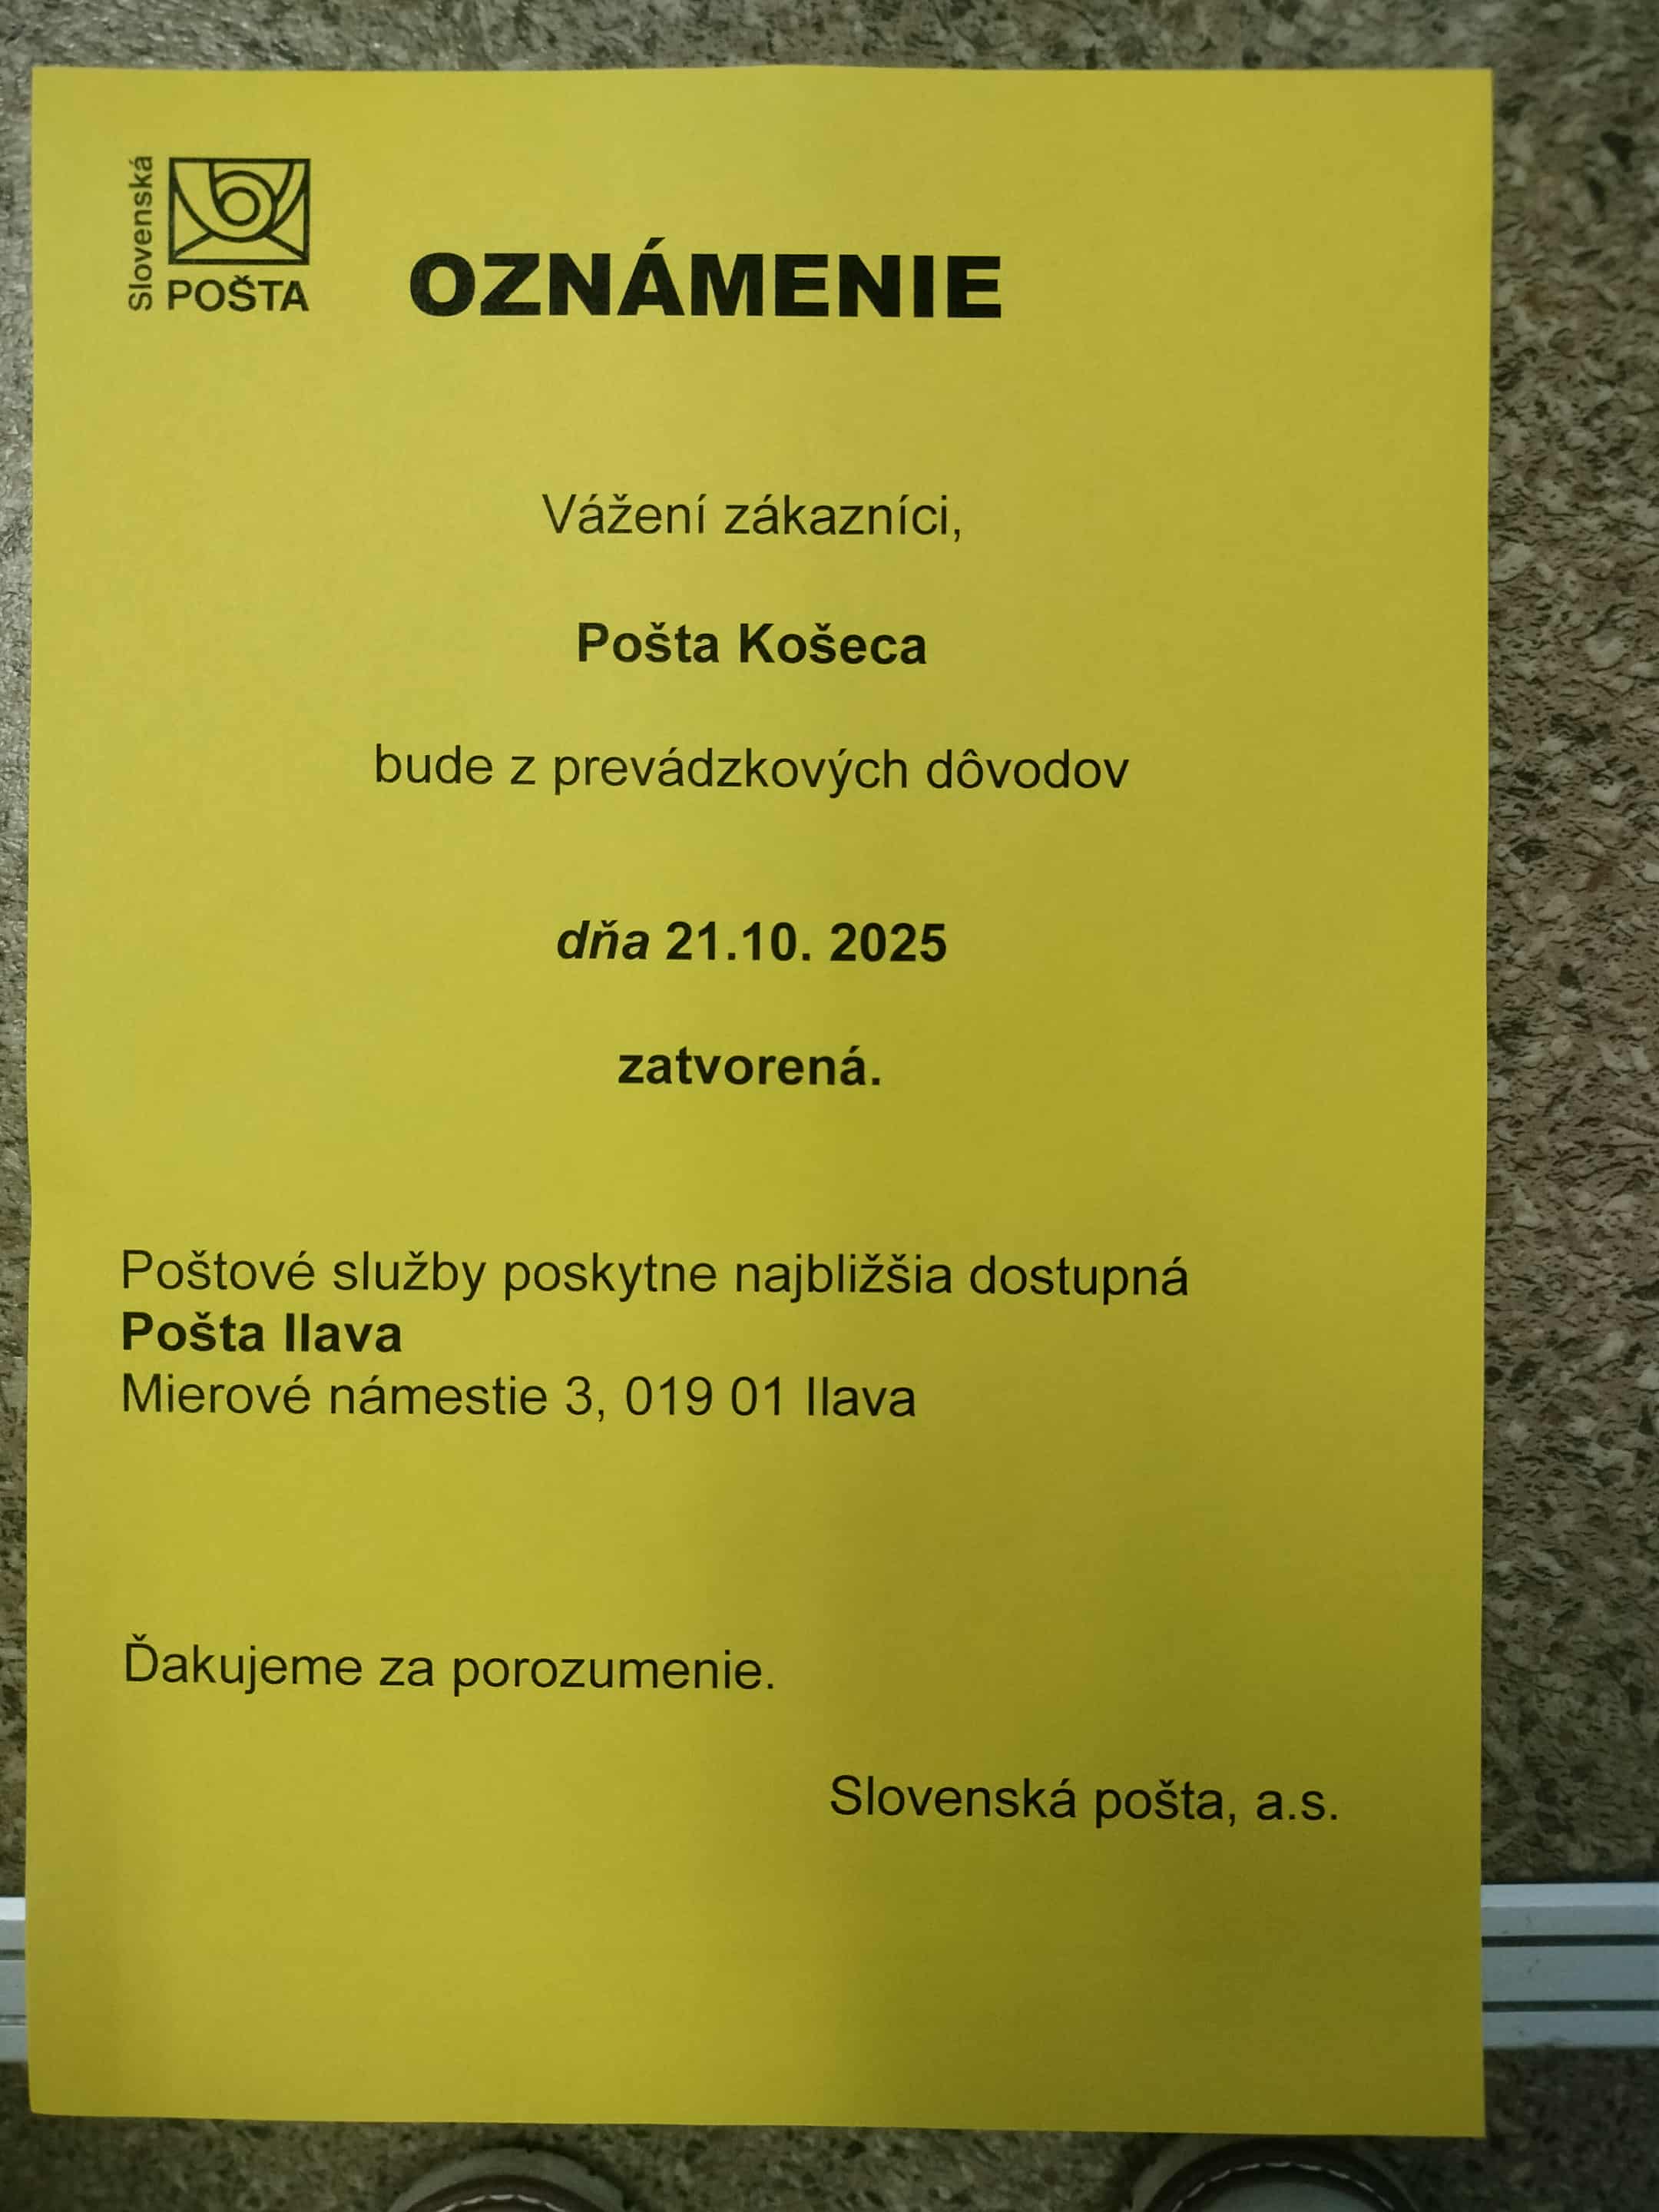 Slovenská
POŠTA
OZNÁMENIE
Vážení zákazníci,
Pošta Košeca
bude z prevádzkových dôvodov
dňa 21.10. 2025
zatvorená.
Poštové služby poskytne najbližšia dostupná
Pošta Ilava
Mierové námestie 3, 019 01 Ilava
Ďakujeme za porozumenie.
Slovenská pošta, a.s.